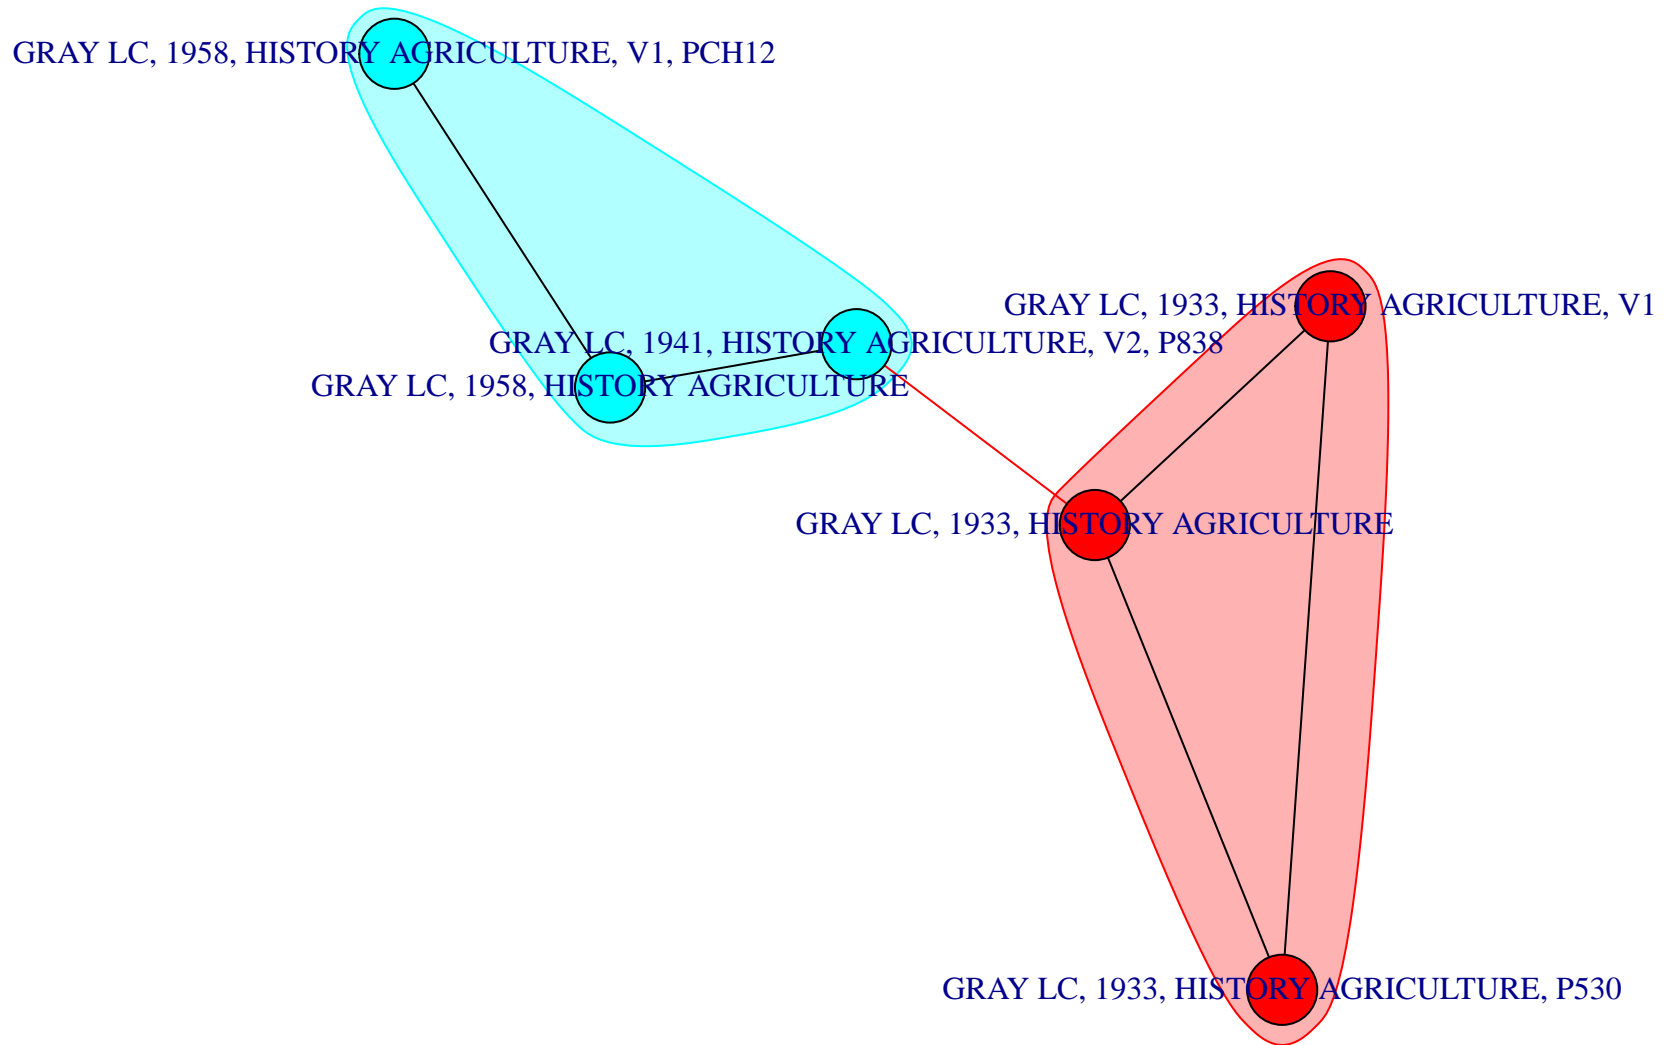 GRAY LC, 1958, HISTORY AGRICULTURE, V1, PCH12
GRAY LC, 1933, HISTORY AGRICULTURE, V1
GRAY LC, 1941, HISTORY AGRICULTURE, V2, P838
GRAY LC, 1958, HISTORY AGRICULTURE
GRAY LC, 1933, HISTORY AGRICULTURE
GRAY LC, 1933, HISTORY AGRICULTURE, P530